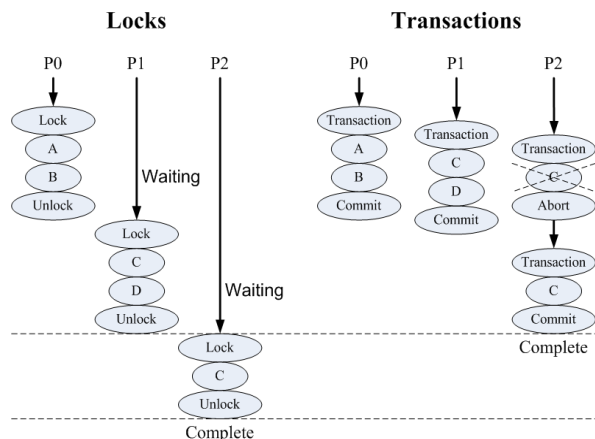 Locks
P0
P1
P2
Lock
A
B
Unlock
Waiting
Lock
C
D
Unlock
Waiting
Lock
C
Unlock
Complete
Transactions
P0
P1
P2
Transaction
A
B
Commit
Transaction
C
D
Commit
Transaction
C
Abort
Transaction
C
Commit
Complete